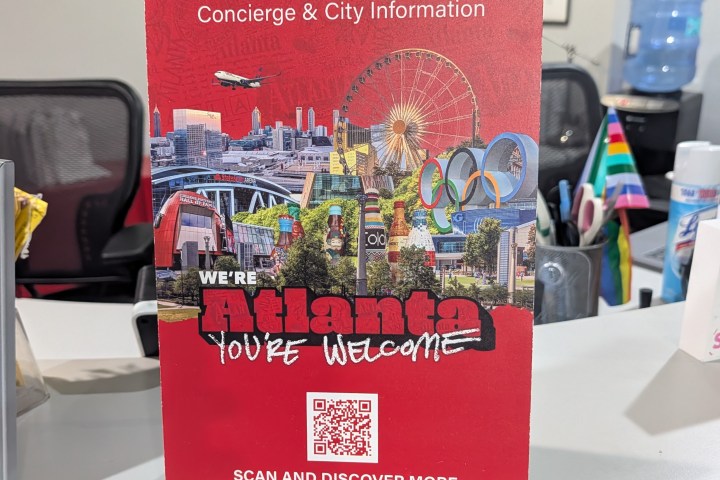 Concierge & City Information
WE'RE
Atlanta
YOU'RE WELCOME
SCAN AND DISCOVER MORE